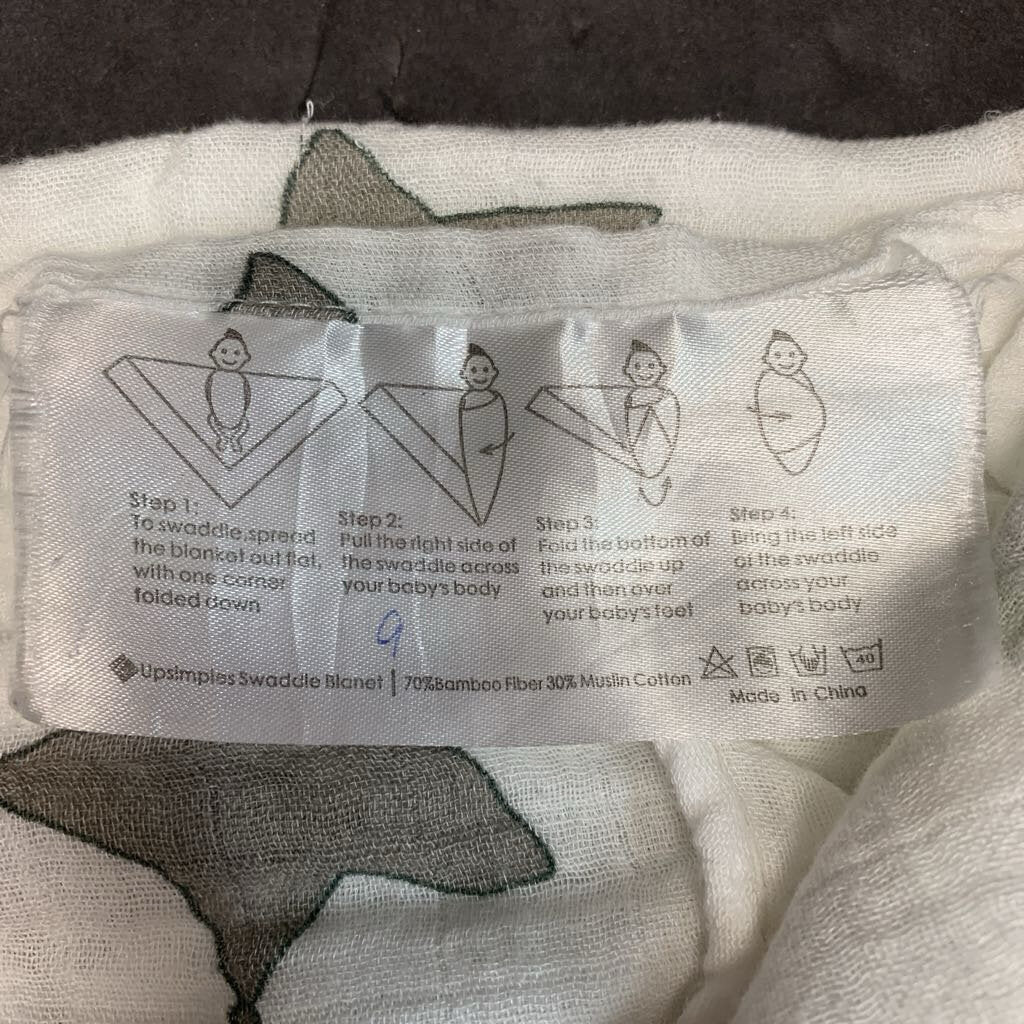 Step 1:
To swaddle,spread
the blanket out flat,
with one corner
folded down
Step 2:
Pull the right side of
the swaddle across
your baby's body
Step 3:
Fold the bottom of
the swaddle up
and then over
your baby's feet
Step 4:
Bring the left side
of the swaddle
across your
baby's body
9
Upsimples Swaddle Blanet | 70%Bamboo Fiber 30% Muslin Cotton
40
Made in China